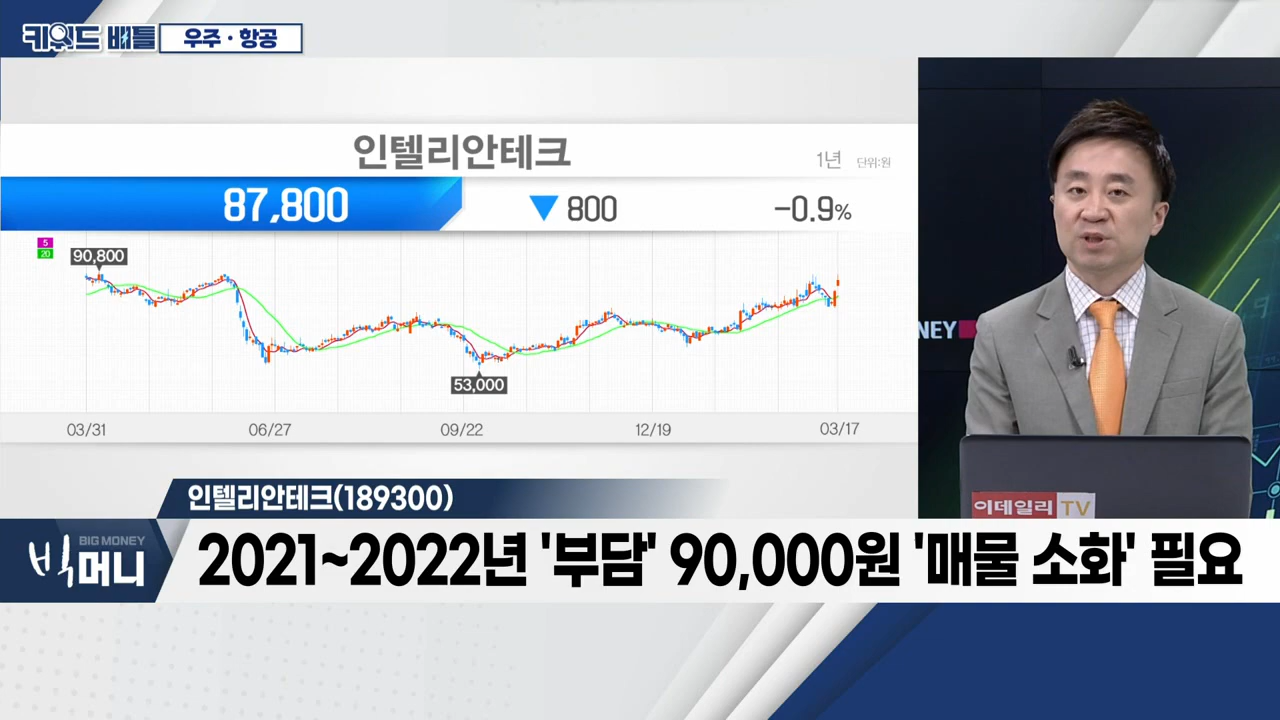 키워드 배틀 우주·항공
인텔리안테크
1년 단위:원
87,800 ▼ 800 -0.9%
5
20
90,800
53,000
03/31 06/27 09/22 12/19 03/17
NEY
이데일리 TV
인텔리안테크(189300)
BIG MONEY
빅머니
2021~2022년 '부담' 90,000원 '매물 소화' 필요